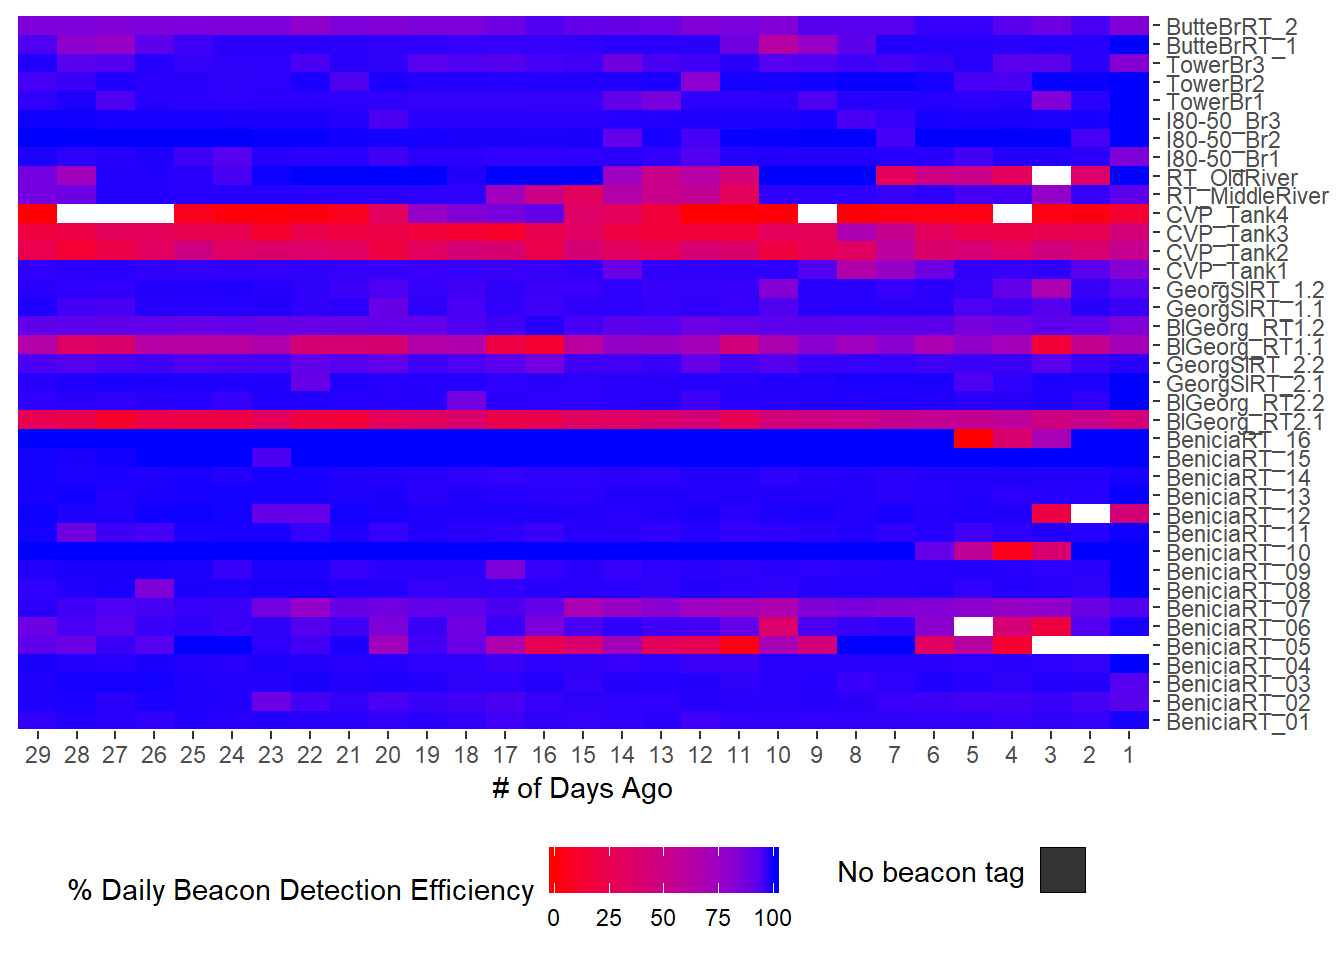 ButteBrRT_2
ButteBrRT_1
TowerBr3
TowerBr2
TowerBr1
I80-50_Br3
I80-50_Br2
I80-50_Br1
RT_OldRiver
RT_MiddleRiver
CVP_Tank4
CVP_Tank3
CVP_Tank2
CVP_Tank1
GeorgSlRT_1.2
GeorgSlRT_1.1
BlGeorg_RT1.2
BlGeorg_RT1.1
GeorgSlRT_2.2
GeorgSlRT_2.1
BlGeorg_RT2.2
BlGeorg_RT2.1
BeniciaRT_16
BeniciaRT_15
BeniciaRT_14
BeniciaRT_13
BeniciaRT_12
BeniciaRT_11
BeniciaRT_10
BeniciaRT_09
BeniciaRT_08
BeniciaRT_07
BeniciaRT_06
BeniciaRT_05
BeniciaRT_04
BeniciaRT_03
BeniciaRT_02
BeniciaRT_01
29 28 27 26 25 24 23 22 21 20 19 18 17 16 15 14 13 12 11 10 9 8 7 6 5 4 3 2 1
# of Days Ago
% Daily Beacon Detection Efficiency
0 25 50 75 100
No beacon tag